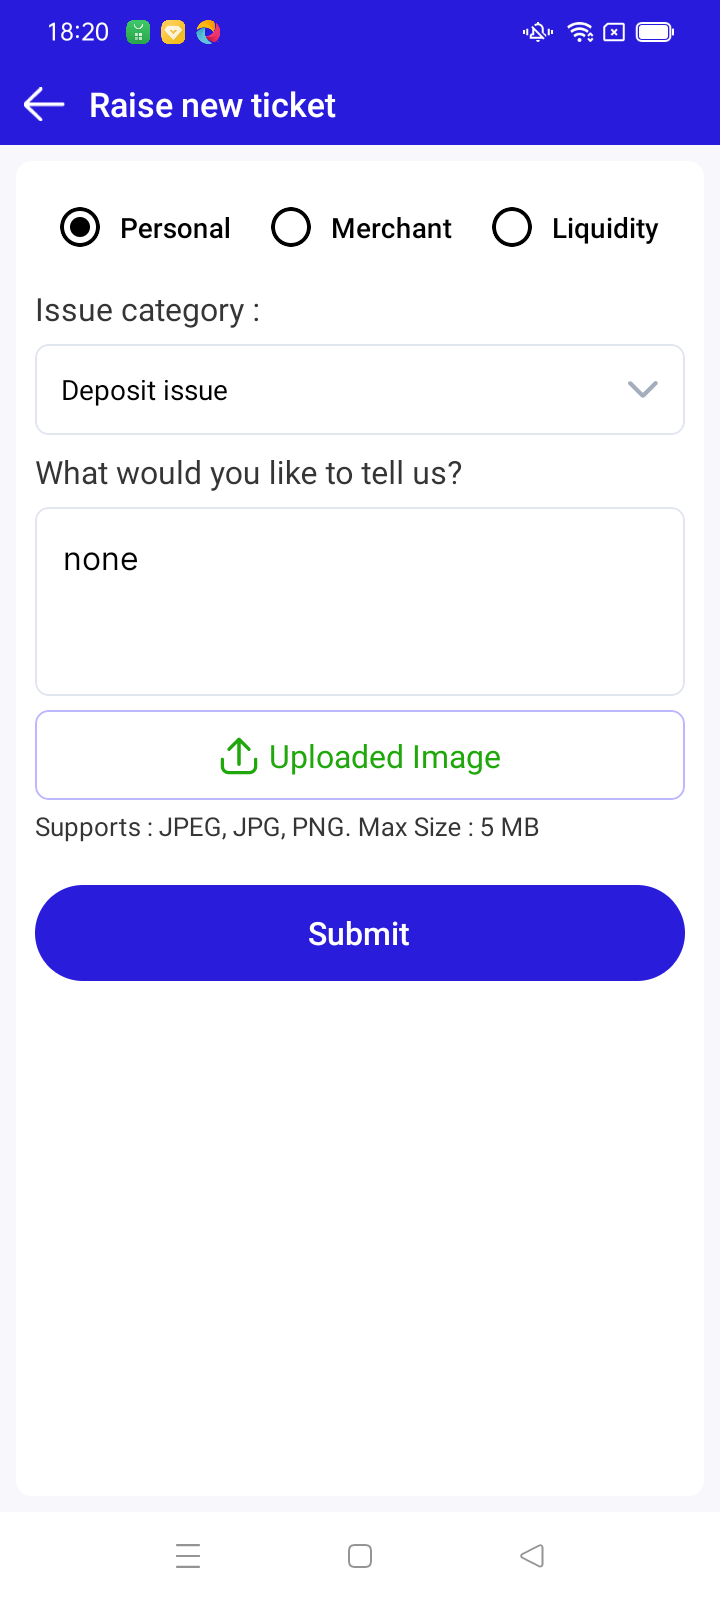 18:20
Raise new ticket
Personal
Merchant
Liquidity
Issue category :
Deposit issue
What would you like to tell us?
none
Uploaded Image
Supports : JPEG, JPG, PNG. Max Size : 5 MB
Submit